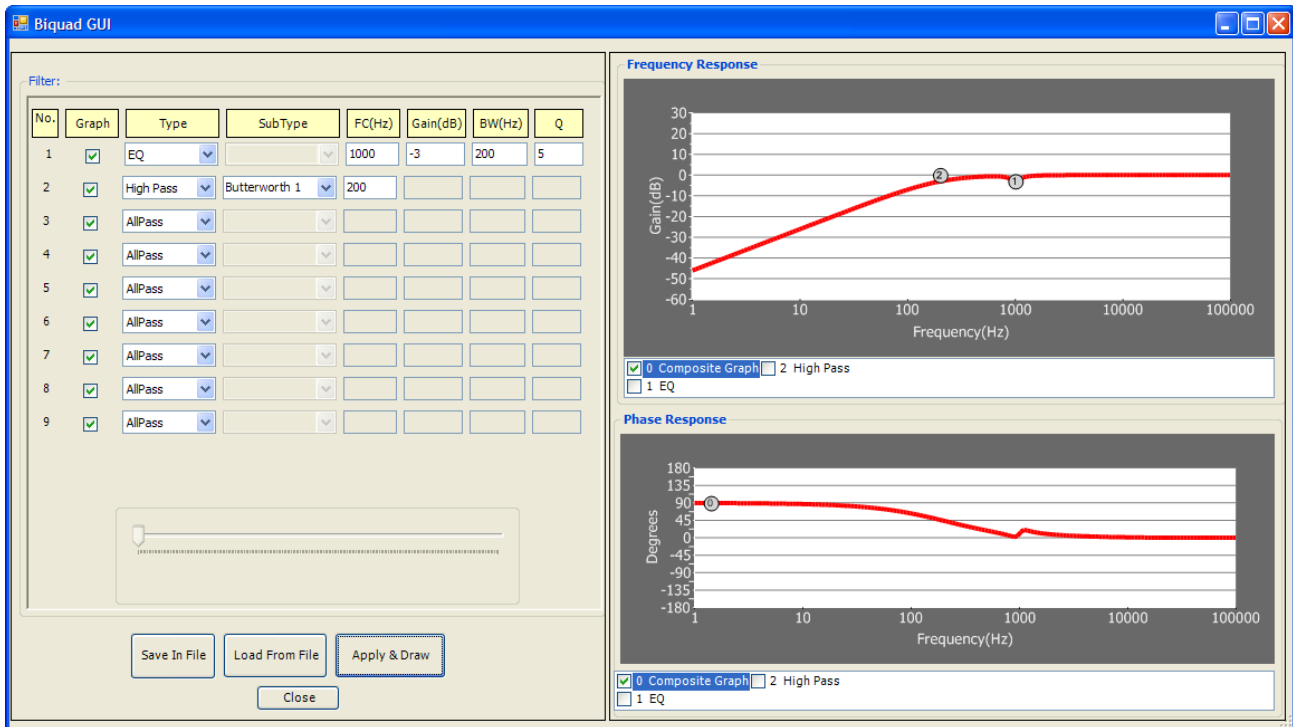 Biquad GUI
Filter:
No. Graph Type SubType FC(Hz) Gain(dB) BW(Hz) Q
1 EQ 1000 -3 200 5
2 High Pass Butterworth 1 200
3 AllPass
4 AllPass
5 AllPass
6 AllPass
7 AllPass
8 AllPass
9 AllPass
Save In File Load From File Apply & Draw
Close
Frequency Response
30
20
10
0
-10
-20
-30
-40
-50
-60
Gain(dB)
2
1
1 10 100 1000 10000 100000
Frequency(Hz)
0 Composite Graph 2 High Pass
1 EQ
Phase Response
180
135
90
45
0
-45
-90
-135
-180
Degrees
0
1 10 100 1000 10000 100000
Frequency(Hz)
0 Composite Graph 2 High Pass
1 EQ